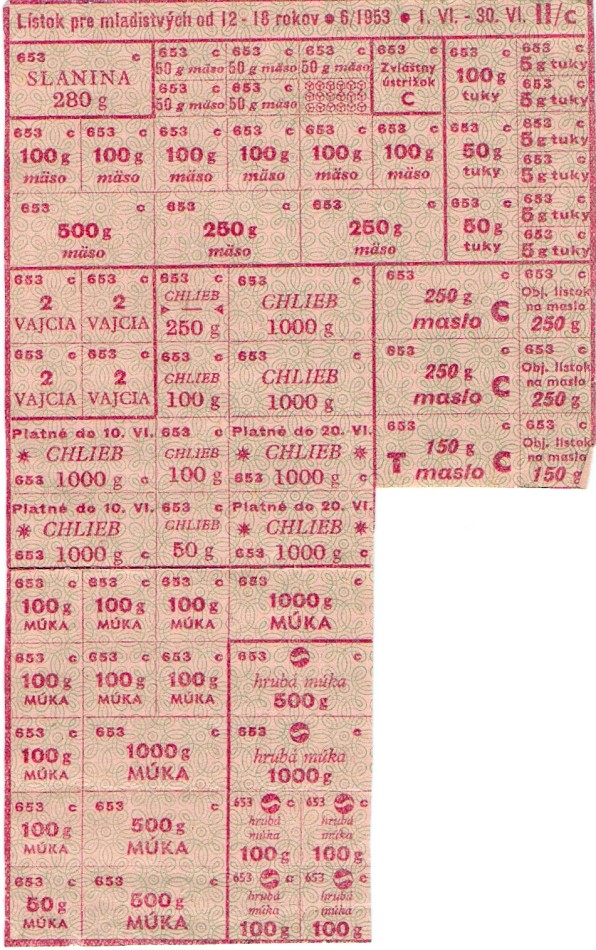 Lístok pre mladistvých od 12 - 18 rokov ● 6/1953 ● 1. VI. - 30. VI. II/c
653 c
SLANINA
280 g
653 c
50 g mäso
653 c
50 g mäso
653 c
50 g mäso
653 c
50 g mäso
653 c
50 g mäso
653 c
Zvláštny
ústrižok
C
653 c
100 g
tuky
653 c
5 g tuky
653 c
5 g tuky
653 c
100 g
mäso
653 c
100 g
mäso
653 c
100 g
mäso
653 c
100 g
mäso
653 c
100 g
mäso
653 c
100 g
mäso
653 c
50 g
tuky
653 c
5 g tuky
653 c
5 g tuky
653 c
500 g
mäso
653 c
250 g
mäso
653 c
250 g
mäso
653 c
50 g
tuky
653 c
5 g tuky
653 c
5 g tuky
653 c
2
VAJCIA
653 c
2
VAJCIA
653 c
CHLIEB
250 g
653 c
CHLIEB
1000 g
653 c
250 g
maslo C
653 c
Obj. lístok
na maslo
250 g
653 c
2
VAJCIA
653 c
2
VAJCIA
653 c
CHLIEB
100 g
653 c
CHLIEB
1000 g
653 c
250 g
maslo C
653 c
Obj. lístok
na maslo
250 g
Platné do 10. VI.
* CHLIEB
653 1000 g c
653 c
CHLIEB
100 g
Platné do 20. VI.
* CHLIEB *
653 1000 g c
653 c
T 150 g
maslo C
653 c
Obj. lístok
na maslo
150 g
Platné do 10. VI.
* CHLIEB
653 1000 g c
653 c
CHLIEB
50 g
Platné do 20. VI.
* CHLIEB *
653 1000 g c
653 c
100 g
MÚKA
653 c
100 g
MÚKA
653 c
100 g
MÚKA
653 c
1000 g
MÚKA
653 c
100 g
MÚKA
653 c
100 g
MÚKA
653 c
100 g
MÚKA
653 c
hrubá múka
500 g
653 c
100 g
MÚKA
653 c
1000 g
MÚKA
653 c
hrubá múka
1000 g
653 c
100 g
MÚKA
653 c
500 g
MÚKA
653 c
hrubá
múka
100 g
653 c
hrubá
múka
100 g
653 c
50 g
MÚKA
653 c
500 g
MÚKA
653 c
hrubá
múka
100 g
653 c
hrubá
múka
100 g